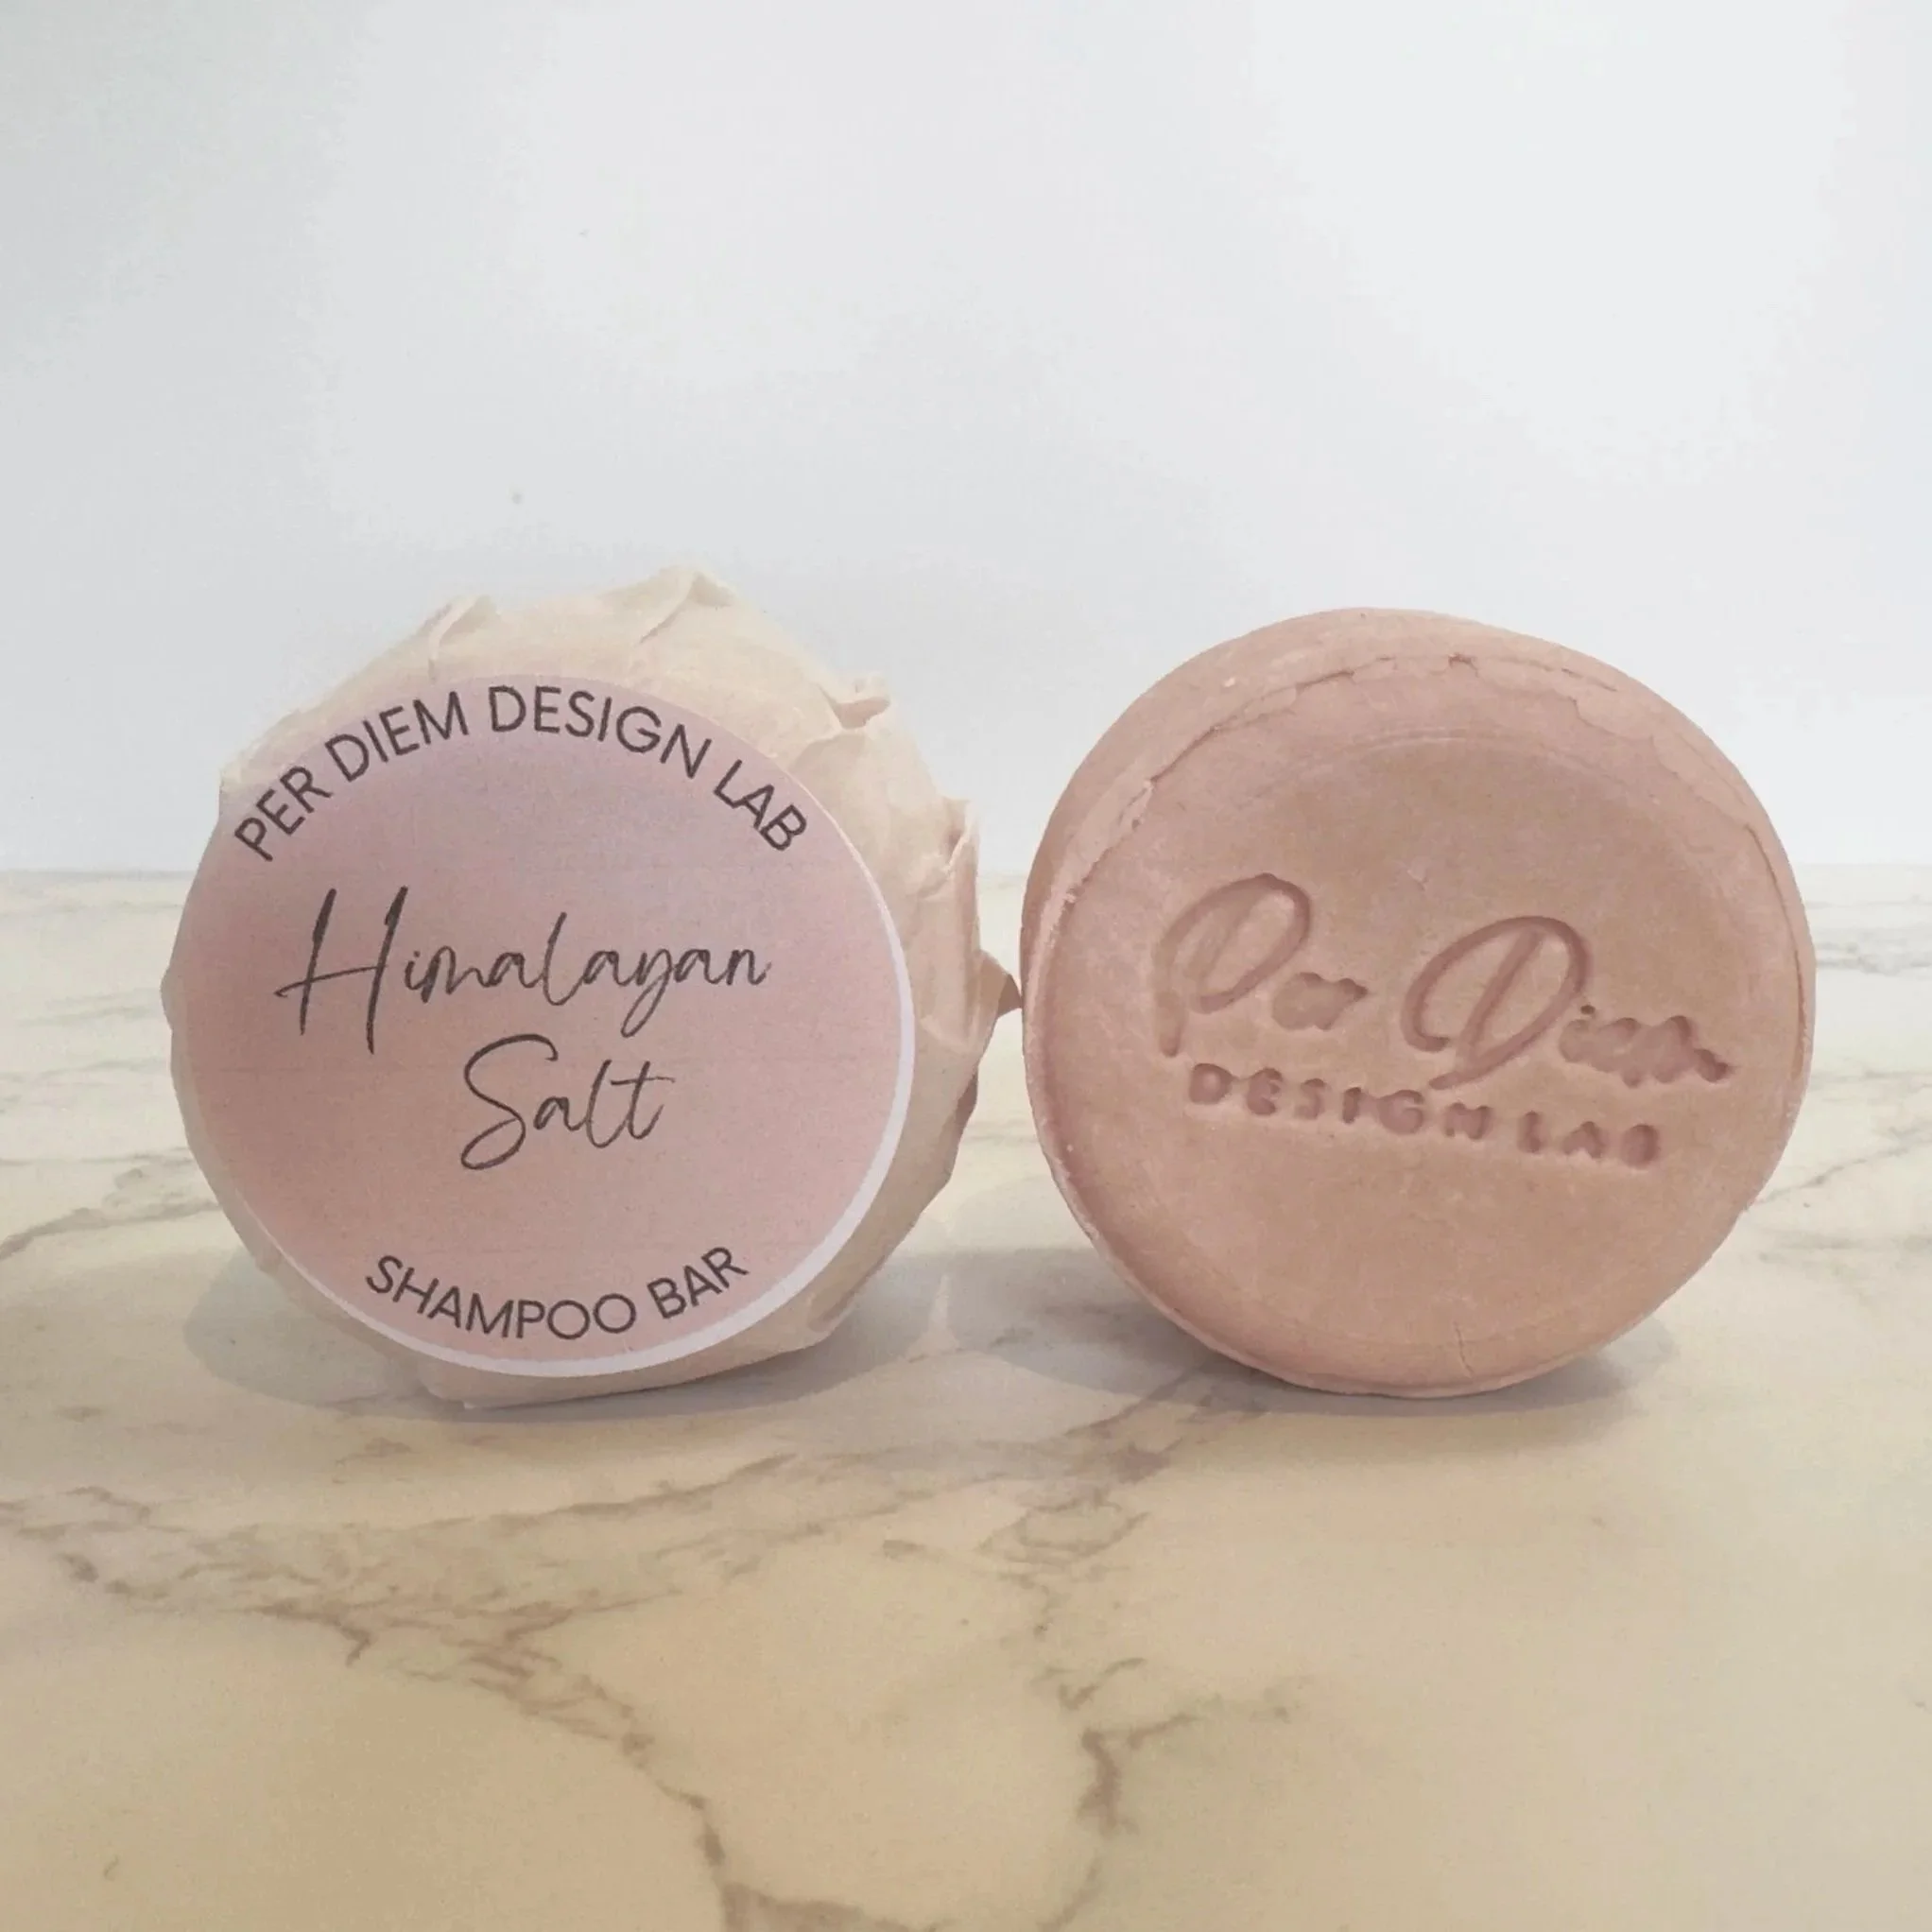 PER DIEM DESIGN LAB
Himalayan
Salt
SHAMPOO BAR
Per Diem
DESIGN LAB